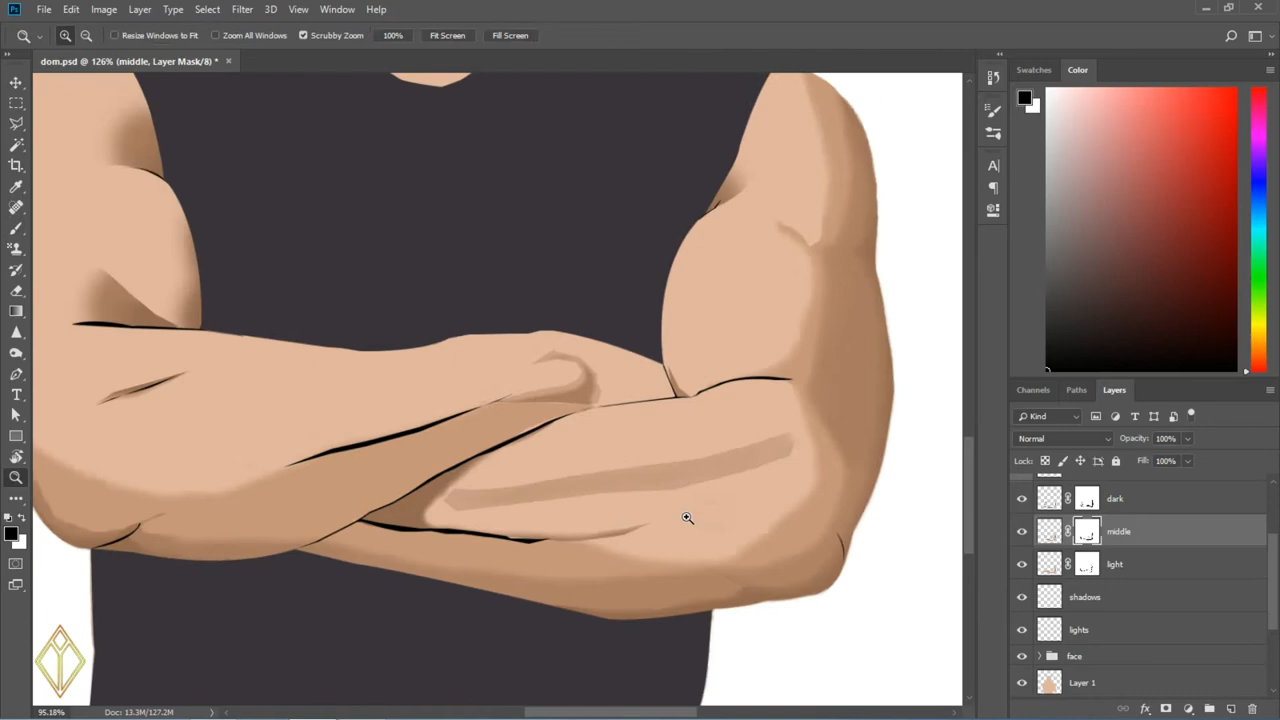 Ps File Edit Image Layer Type Select Filter 3D View Window Help
Resize Windows to Fit Zoom All Windows Scrubby Zoom 100% Fit Screen Fill Screen
dom.psd @ 126% (middle, Layer Mask/8) * ×
Swatches Color
Channels Paths Layers
Kind
Normal Opacity: 100%
Lock: Fill: 100%
dark
middle
light
shadows
lights
face
Layer 1
95.18% Doc: 13.3M/127.2M